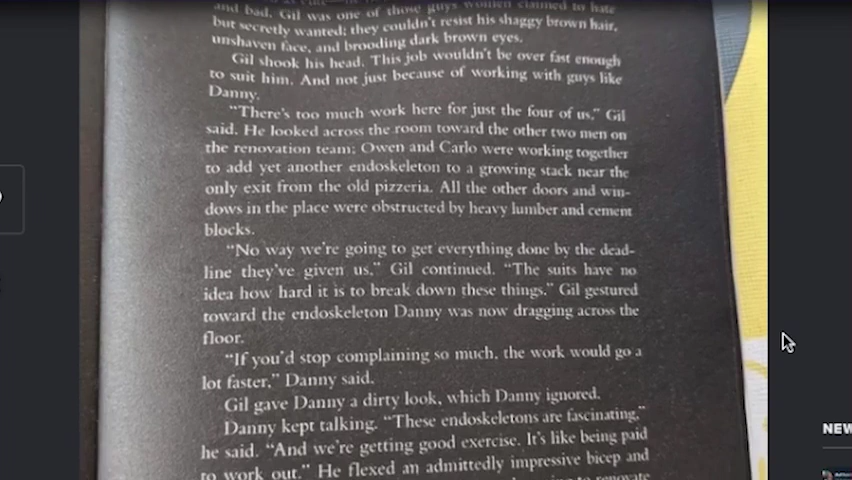 and bad. Gil was one of those guys women claimed to hate
but secretly wanted; they couldn't resist his shaggy brown hair,
unshaven face, and brooding dark brown eyes.
Gil shook his head. This job wouldn't be over fast enough
to suit him. And not just because of working with guys like
Danny.
"There's too much work here for just the four of us," Gil
said. He looked across the room toward the other two men on
the renovation team; Owen and Carlo were working together
to add yet another endoskeleton to a growing stack near the
only exit from the old pizzeria. All the other doors and win-
dows in the place were obstructed by heavy lumber and cement
blocks.
"No way we're going to get everything done by the dead-
line they've given us," Gil continued. "The suits have no
idea how hard it is to break down these things." Gil gestured
toward the endoskeleton Danny was now dragging across the
floor.
"If you'd stop complaining so much, the work would go a
lot faster," Danny said.
Gil gave Danny a dirty look, which Danny ignored.
Danny kept talking. "These endoskeletons are fascinating,"
he said. "And we're getting good exercise. It's like being paid
to work out." He flexed an admittedly impressive bicep and
to renovate
NEW